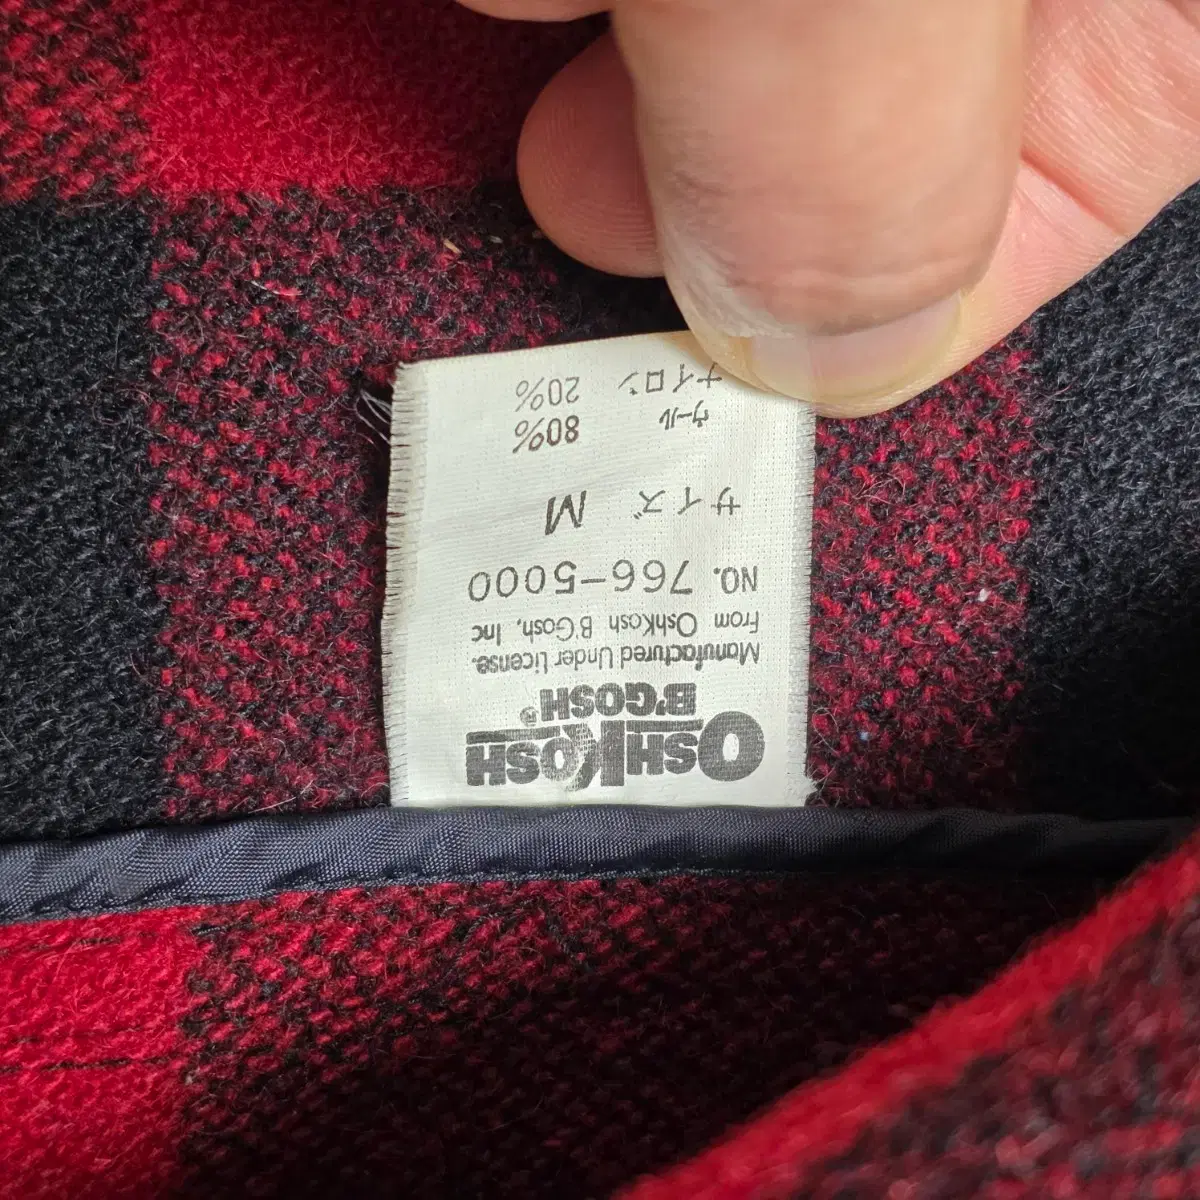 OSHKOSH
B'GOSH®
Manufactured Under License.
From OshKosh B'Gosh, Inc
NO. 766-5000
サイズ M
ウール 80%
ナイロン 20%